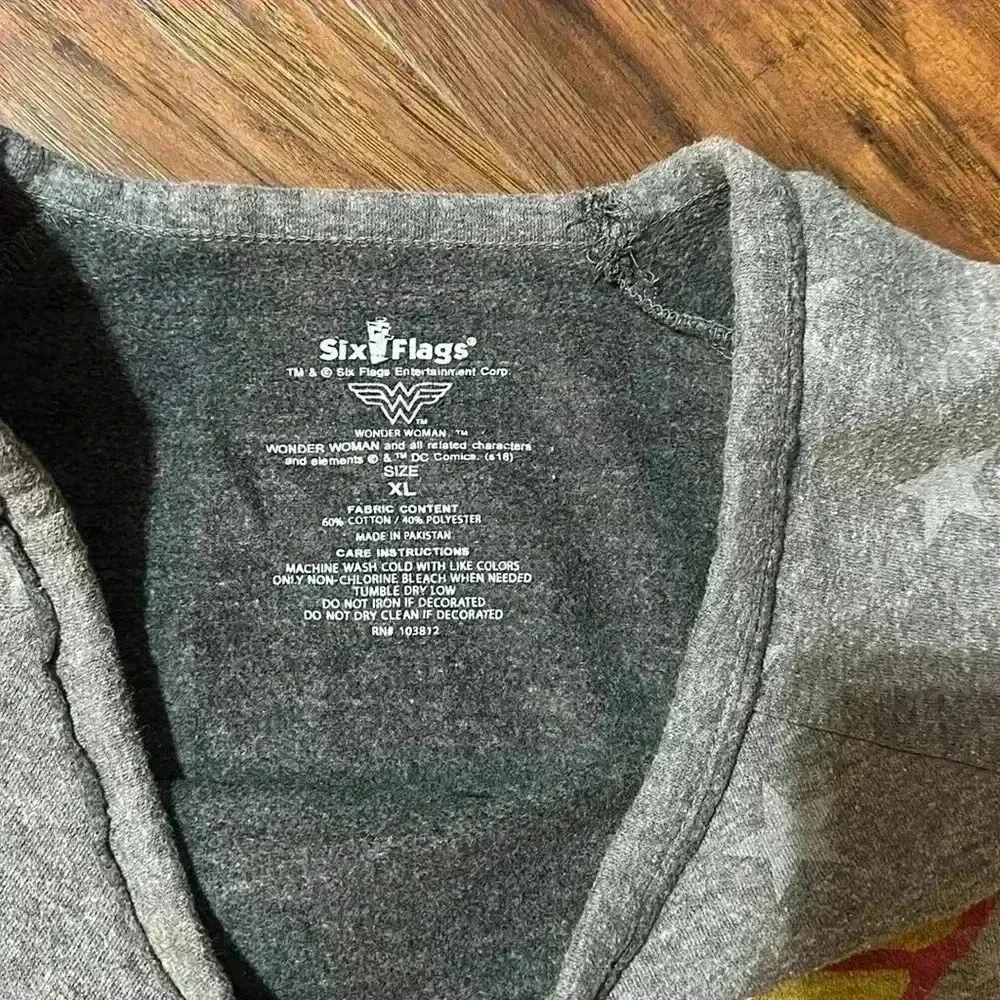 Six Flags®
TM & © Six Flags Entertainment Corp.
TM
WONDER WOMAN ™
WONDER WOMAN and all related characters
and elements © & ™ DC Comics. (s16)
SIZE
XL
FABRIC CONTENT
60% COTTON / 40% POLYESTER
MADE IN PAKISTAN
CARE INSTRUCTIONS
MACHINE WASH COLD WITH LIKE COLORS
ONLY NON-CHLORINE BLEACH WHEN NEEDED
TUMBLE DRY LOW
DO NOT IRON IF DECORATED
DO NOT DRY CLEAN IF DECORATED
RN# 103812